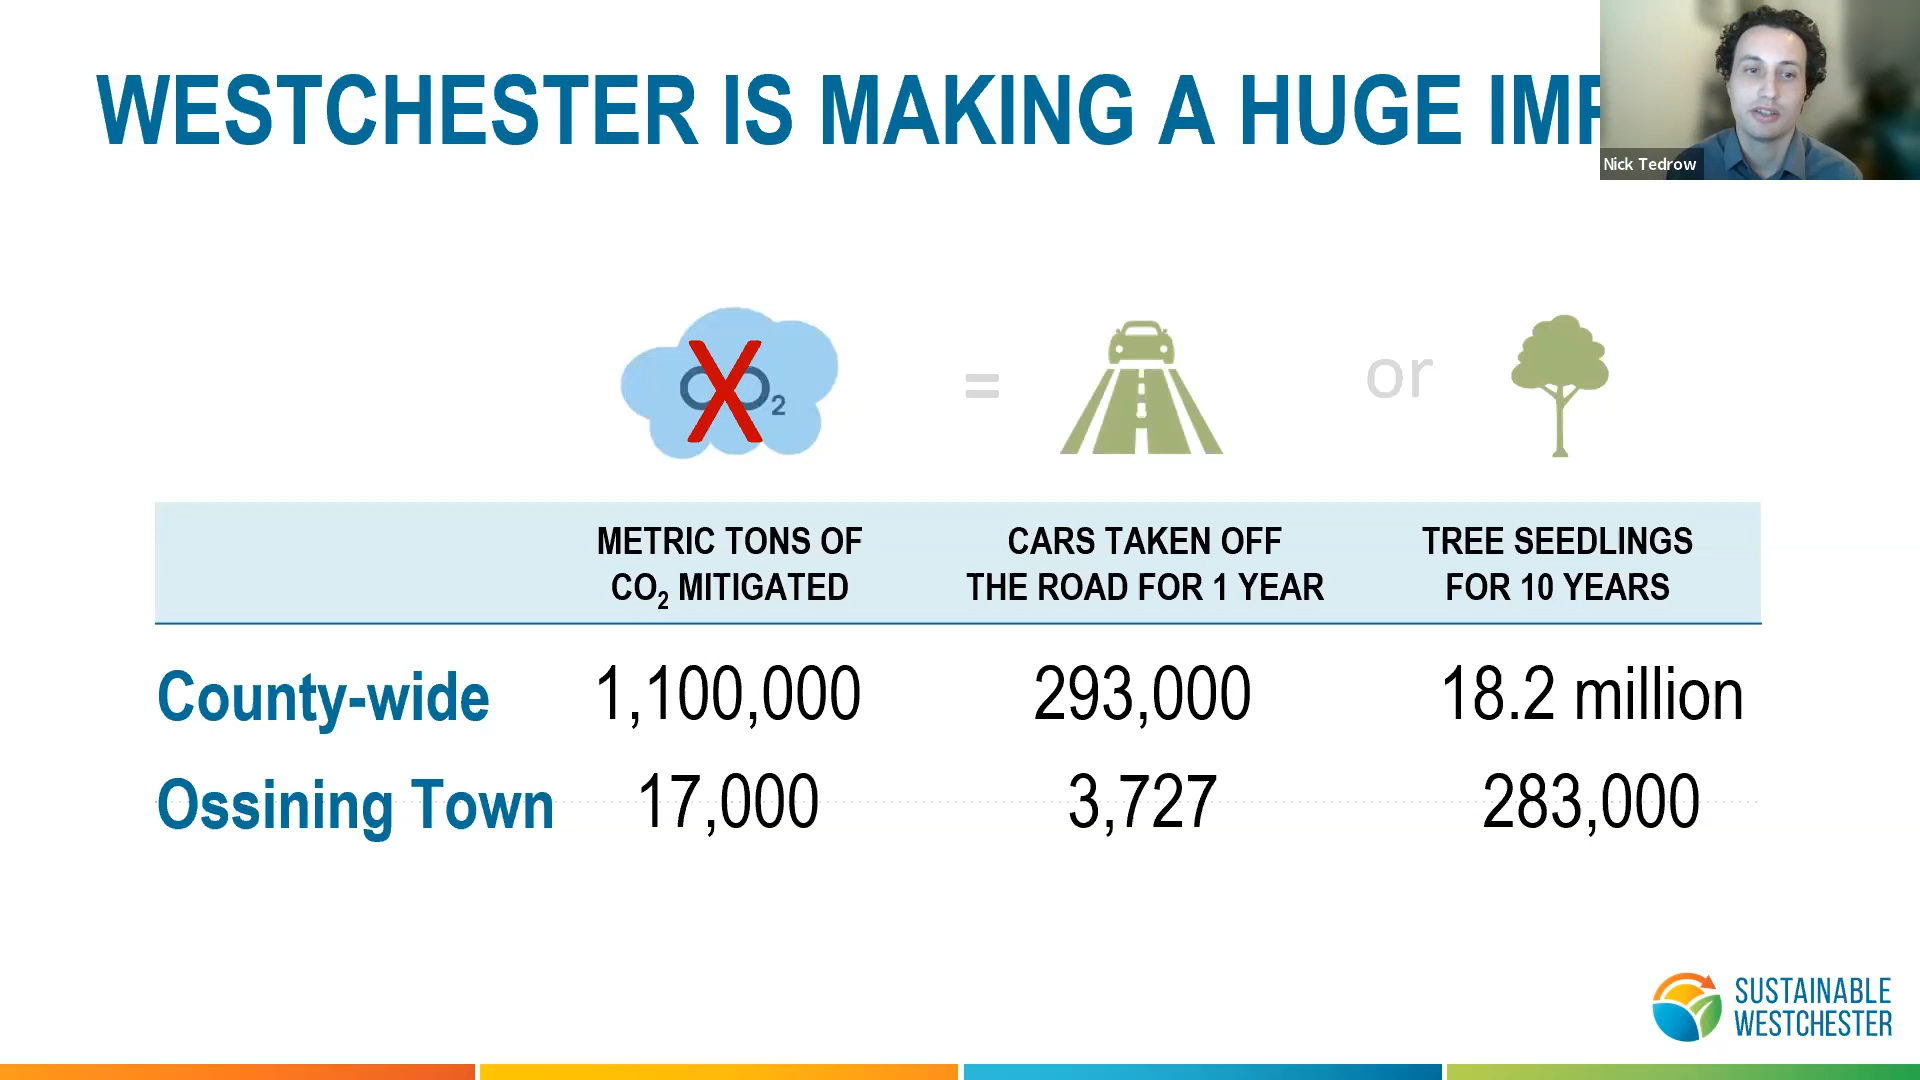 WESTCHESTER IS MAKING A HUGE
Nick Tedrow
CO2
X
=
or
METRIC TONS OF
CO2 MITIGATED
CARS TAKEN OFF
THE ROAD FOR 1 YEAR
TREE SEEDLINGS
FOR 10 YEARS
County-wide 1,100,000 293,000 18.2 million
Ossining Town 17,000 3,727 283,000
SUSTAINABLE
WESTCHESTER